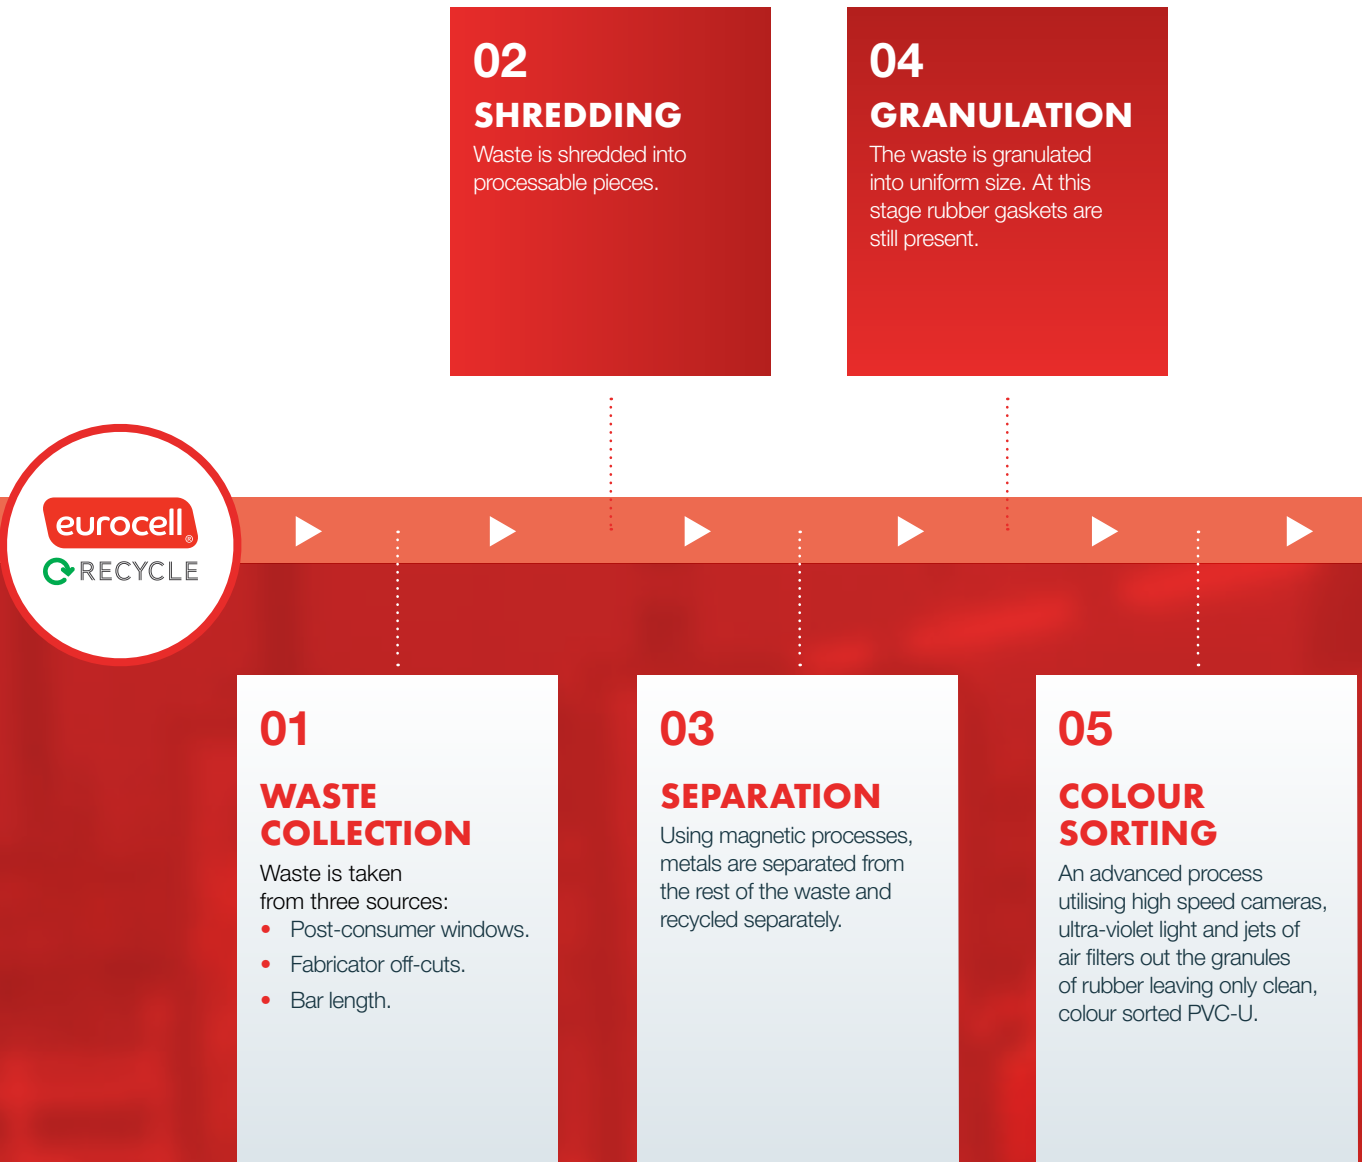 02
SHREDDING
Waste is shredded into
processable pieces.
04
GRANULATION
The waste is granulated
into uniform size. At this
stage rubber gaskets are
still present.
eurocell®
RECYCLE
01
WASTE
COLLECTION
Waste is taken
from three sources:
• Post-consumer windows.
• Fabricator off-cuts.
• Bar length.
03
SEPARATION
Using magnetic processes,
metals are separated from
the rest of the waste and
recycled separately.
05
COLOUR
SORTING
An advanced process
utilising high speed cameras,
ultra-violet light and jets of
air filters out the granules
of rubber leaving only clean,
colour sorted PVC-U.